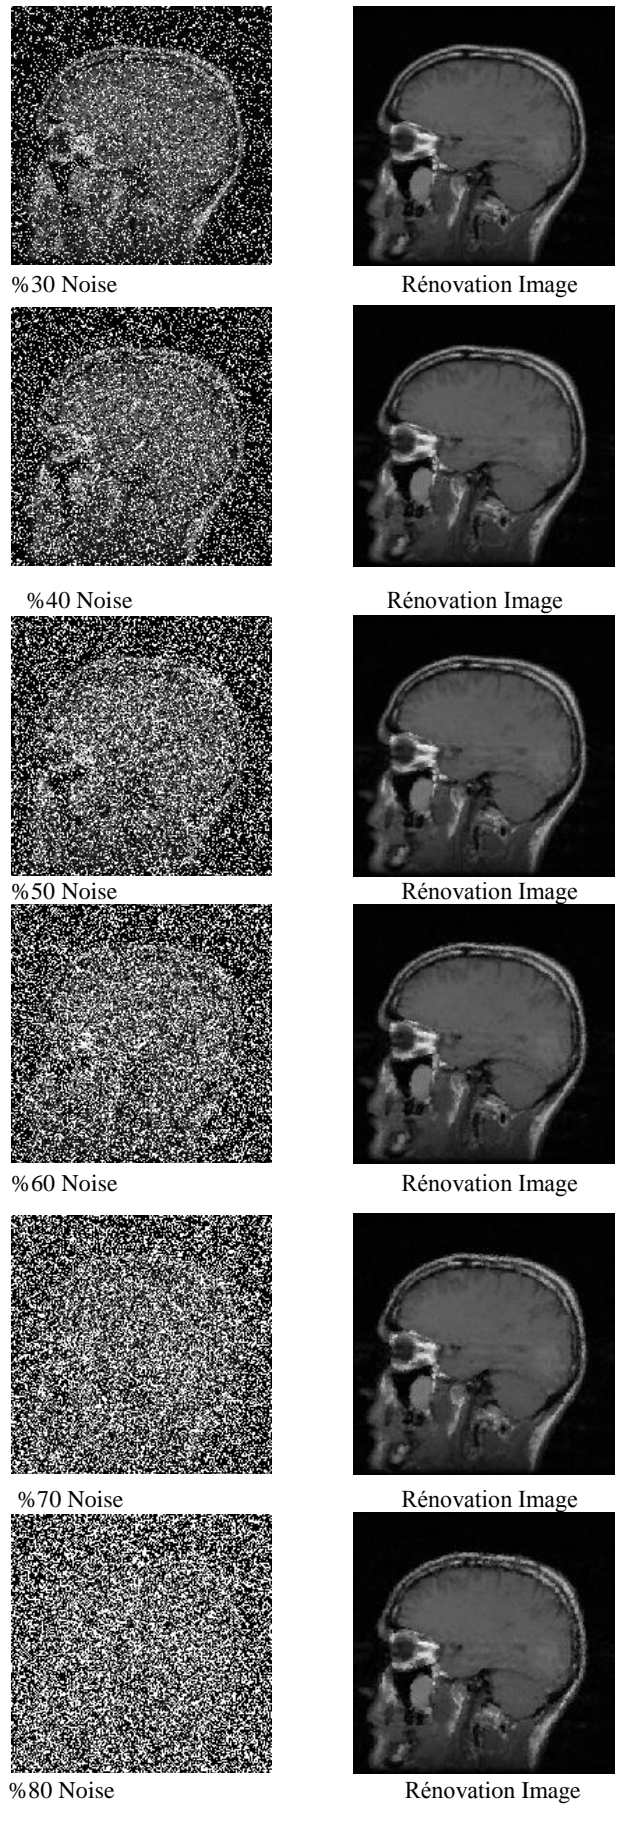 %30 Noise Rénovation Image
%40 Noise Rénovation Image
%50 Noise Rénovation Image
%60 Noise Rénovation Image
%70 Noise Rénovation Image
%80 Noise Rénovation Image